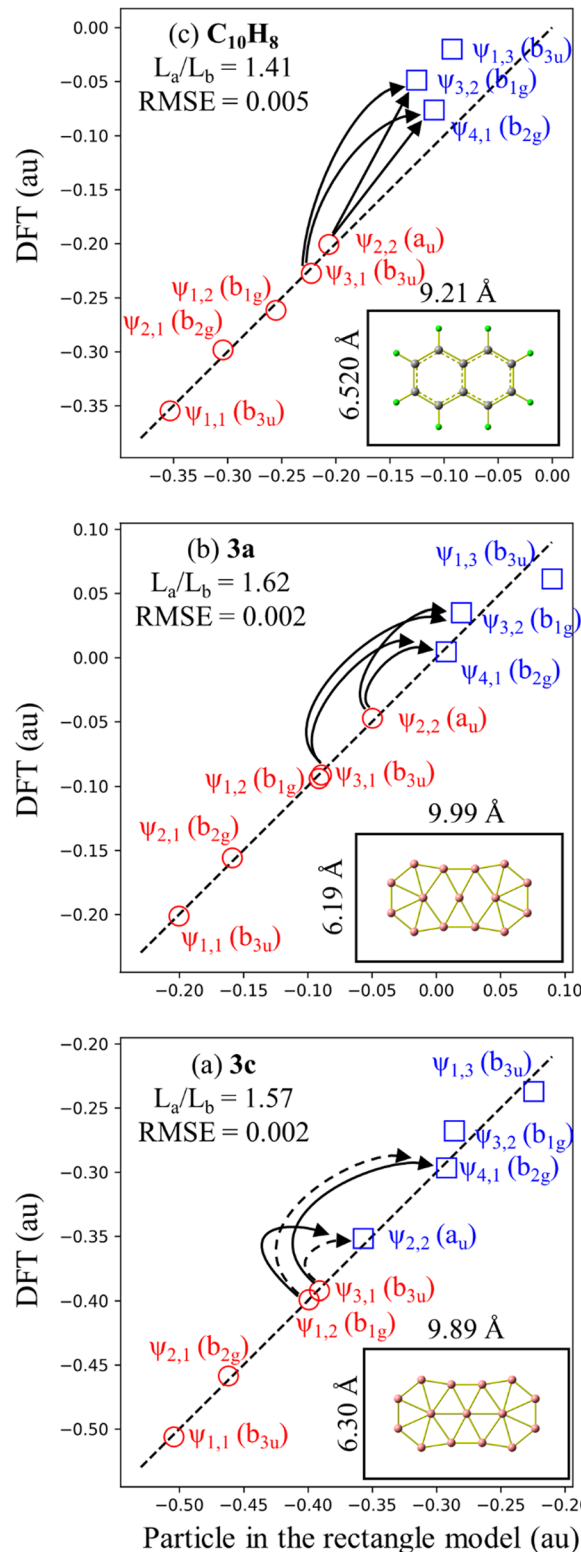 0.00
(c) C₁₀H₈
ψ₁,₃ (b₃ᵤ)
−0.05
Lₐ/L_b = 1.41
ψ₃,₂ (b₁g)
RMSE = 0.005
−0.10
ψ₄,₁ (b₂g)
−0.15
DFT (au)
−0.20
ψ₂,₂ (aᵤ)
ψ₃,₁ (b₃ᵤ)
−0.25
ψ₁,₂ (b₁g)
9.21 Å
ψ₂,₁ (b₂g)
−0.30
6.520 Å
−0.35
ψ₁,₁ (b₃ᵤ)
−0.35 −0.30 −0.25 −0.20 −0.15 −0.10 −0.05 0.00
0.10
(b) 3a
ψ₁,₃ (b₃ᵤ)
Lₐ/L_b = 1.62
0.05
RMSE = 0.002
ψ₃,₂ (b₁g)
0.00
ψ₄,₁ (b₂g)
−0.05
ψ₂,₂ (aᵤ)
DFT (au)
−0.10
ψ₁,₂ (b₁g)
ψ₃,₁ (b₃ᵤ)
9.99 Å
ψ₂,₁ (b₂g)
−0.15
6.19 Å
−0.20
ψ₁,₁ (b₃ᵤ)
−0.20 −0.15 −0.10 −0.05 0.00 0.05 0.10
−0.20
(a) 3c
ψ₁,₃ (b₃ᵤ)
Lₐ/L_b = 1.57
−0.25
RMSE = 0.002
ψ₃,₂ (b₁g)
−0.30
ψ₄,₁ (b₂g)
−0.35
ψ₂,₂ (aᵤ)
DFT (au)
−0.40
ψ₃,₁ (b₃ᵤ)
ψ₁,₂ (b₁g)
9.89 Å
ψ₂,₁ (b₂g)
−0.45
6.30 Å
−0.50
ψ₁,₁ (b₃ᵤ)
−0.50 −0.45 −0.40 −0.35 −0.30 −0.25
Particle in the rectangle model (au)